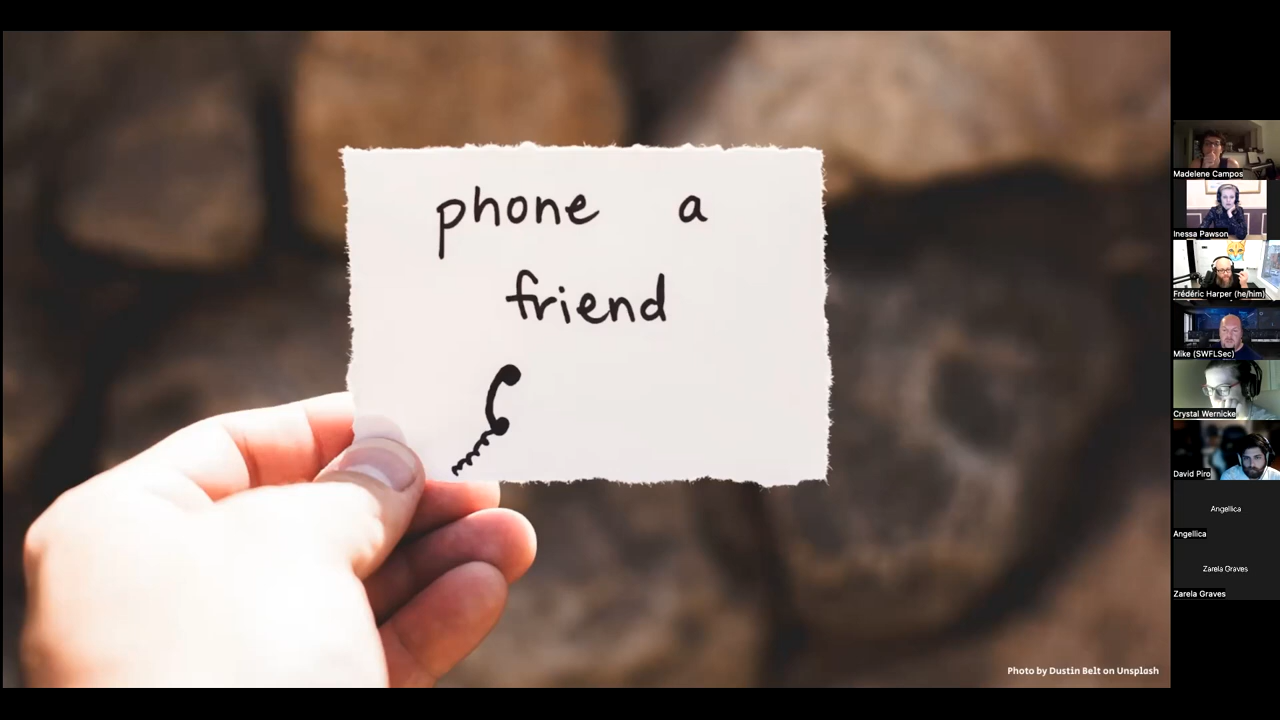 phone a
friend
Photo by Dustin Belt on Unsplash
Madelene Campos
Inessa Pawson
Frédéric Harper (he/him)
Mike (SWFLSec)
Crystal Wernicke
David Piro
Angellica
Angellica
Zarela Graves
Zarela Graves